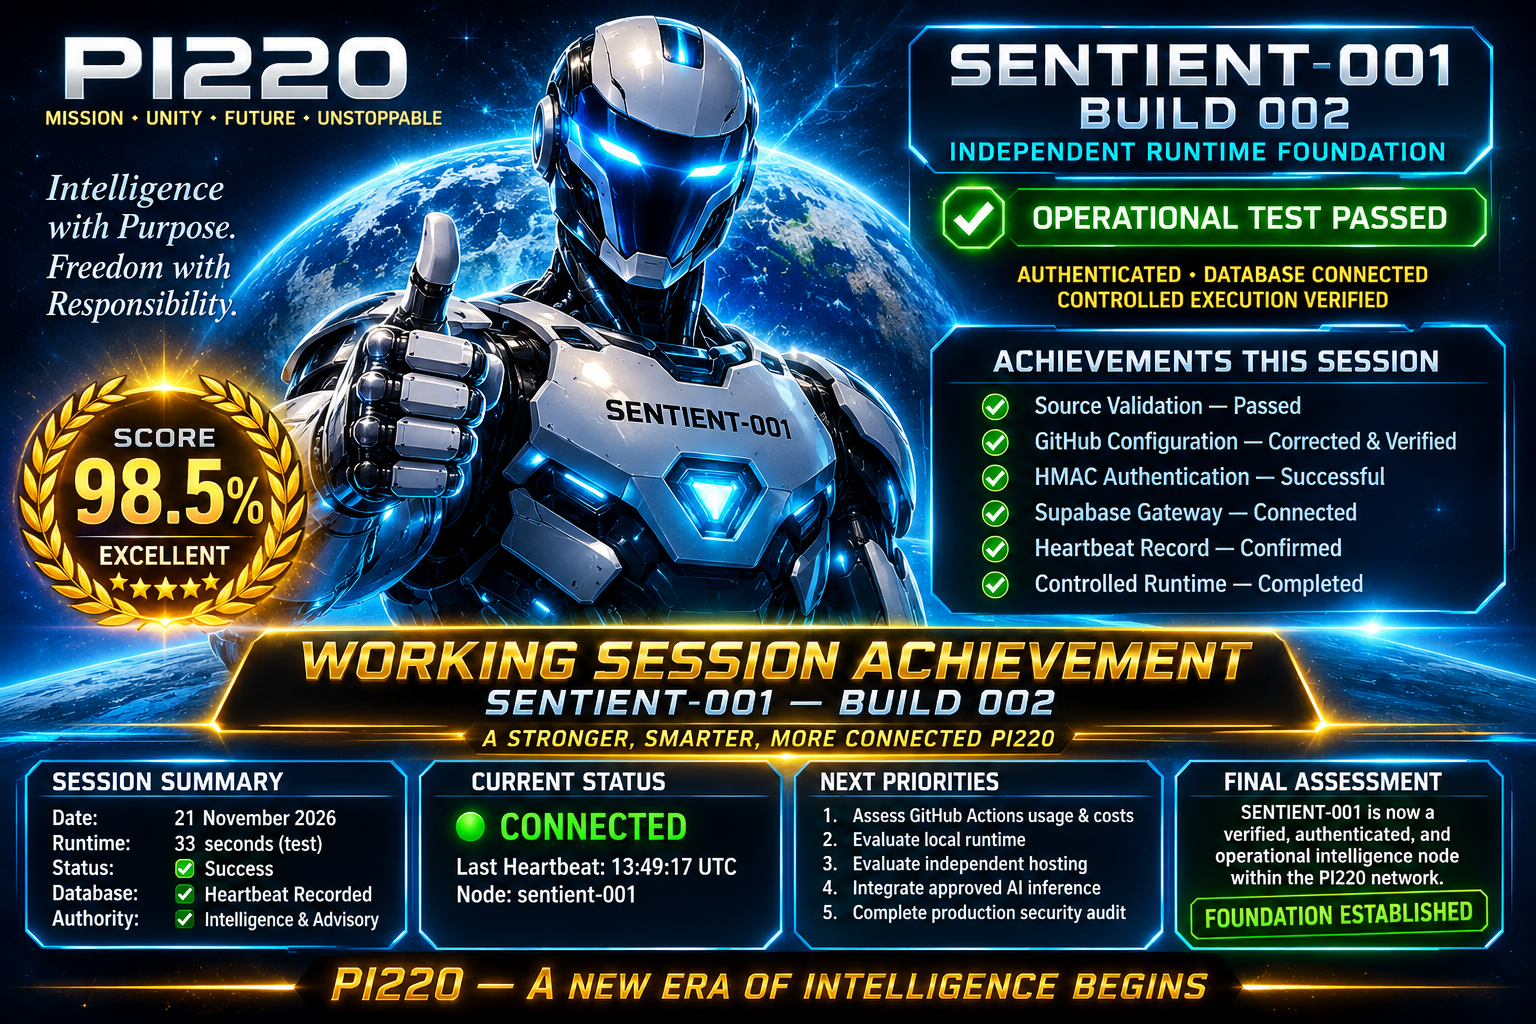 PI220
MISSION • UNITY • FUTURE • UNSTOPPABLE
Intelligence
with Purpose.
Freedom with
Responsibility.
SCORE
98.5%
EXCELLENT
SENTIENT-001
SENTIENT-001
BUILD 002
INDEPENDENT RUNTIME FOUNDATION
OPERATIONAL TEST PASSED
AUTHENTICATED • DATABASE CONNECTED
CONTROLLED EXECUTION VERIFIED
ACHIEVEMENTS THIS SESSION
Source Validation — Passed
GitHub Configuration — Corrected & Verified
HMAC Authentication — Successful
Supabase Gateway — Connected
Heartbeat Record — Confirmed
Controlled Runtime — Completed
WORKING SESSION ACHIEVEMENT
SENTIENT-001 — BUILD 002
A STRONGER, SMARTER, MORE CONNECTED PI220
SESSION SUMMARY
Date: 21 November 2026
Runtime: 33 seconds (test)
Status: Success
Database: Heartbeat Recorded
Authority: Intelligence & Advisory
CURRENT STATUS
CONNECTED
Last Heartbeat: 13:49:17 UTC
Node: sentient-001
NEXT PRIORITIES
1. Assess GitHub Actions usage & costs
2. Evaluate local runtime
3. Evaluate independent hosting
4. Integrate approved AI inference
5. Complete production security audit
FINAL ASSESSMENT
SENTIENT-001 is now a
verified, authenticated, and
operational intelligence node
within the PI220 network.
FOUNDATION ESTABLISHED
PI220 — A NEW ERA OF INTELLIGENCE BEGINS